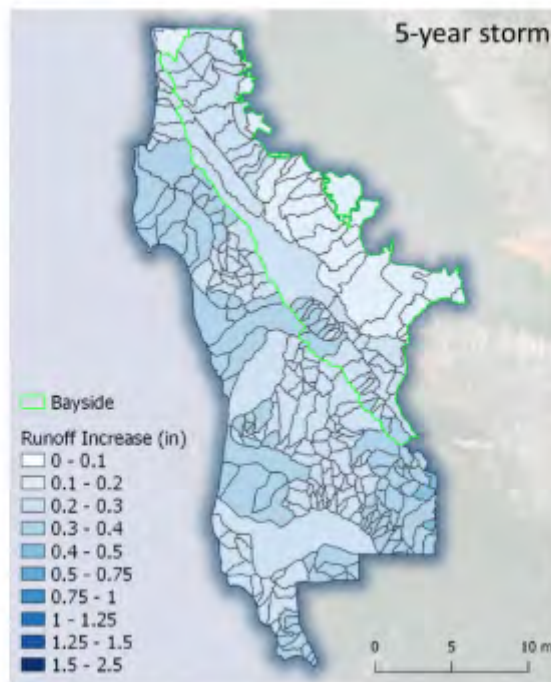 5-year storm
Bayside
Runoff Increase (in)
0 - 0.1
0.1 - 0.2
0.2 - 0.3
0.3 - 0.4
0.4 - 0.5
0.5 - 0.75
0.75 - 1
1 - 1.25
1.25 - 1.5
1.5 - 2.5
0 5 10 m